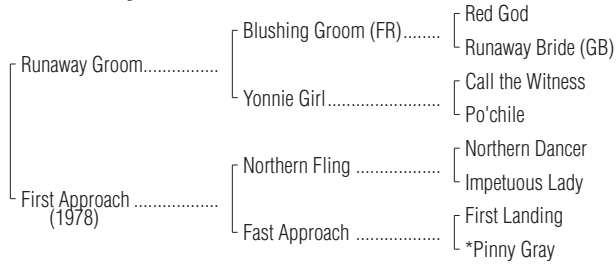 Red God
Blushing Groom (FR)........
Runaway Bride (GB)
Runaway Groom................
Call the Witness
Yonnie Girl........................
Po'chile
Northern Dancer
Northern Fling ..................
Impetuous Lady
First Approach ..................
(1978)
First Landing
Fast Approach ...................
*Pinny Gray